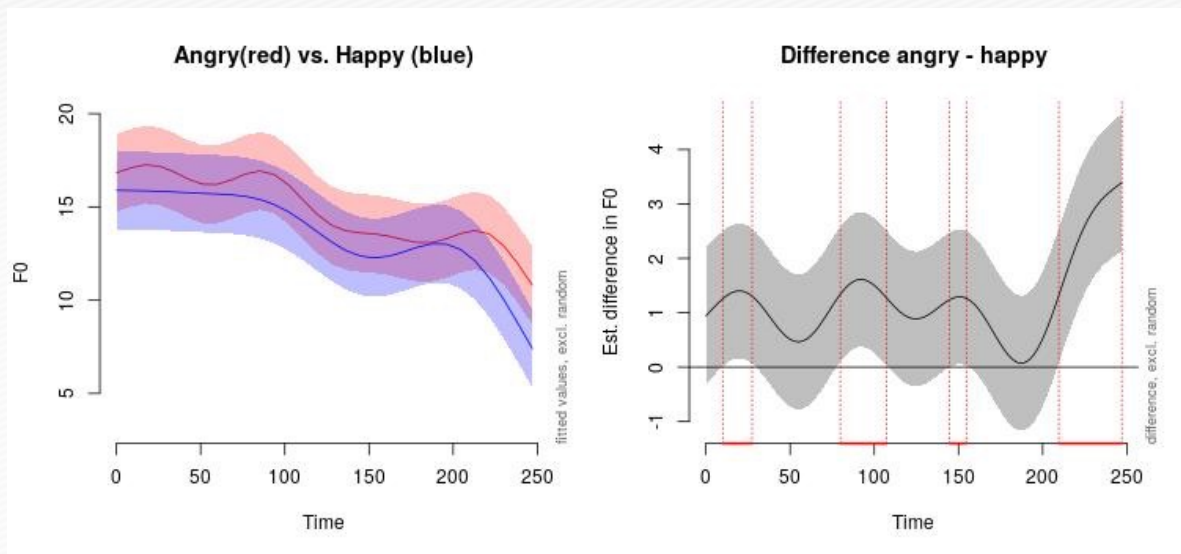 Angry(red) vs. Happy (blue)
F0
20
15
10
5
0
50
100
150
200
250
Time
fitted values, excl. random
Difference angry - happy
Est. difference in F0
4
3
2
1
0
-1
0
50
100
150
200
250
Time
difference, excl. random